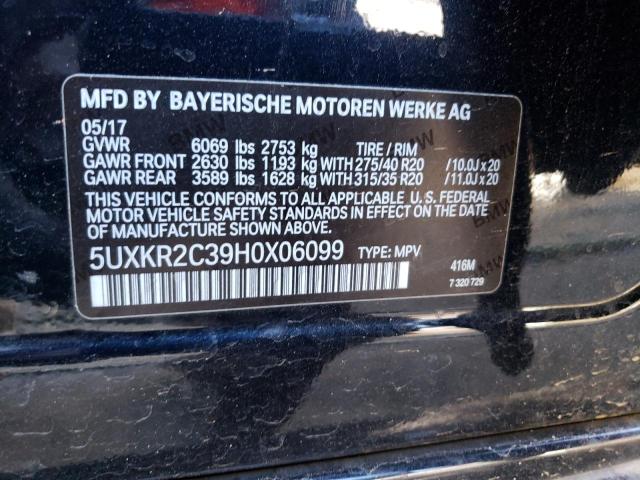 MFD BY BAYERISCHE MOTOREN WERKE AG
05/17
GVWR 6069 lbs 2753 kg TIRE / RIM
GAWR FRONT 2630 lbs 1193 kg WITH 275/40 R20 /10.0J x 20
GAWR REAR 3589 lbs 1628 kg WITH 315/35 R20 /11.0J x 20
THIS VEHICLE CONFORMS TO ALL APPLICABLE U. S. FEDERAL
MOTOR VEHICLE SAFETY STANDARDS IN EFFECT ON THE DATE
OF MANUFACTURE SHOWN ABOVE.
5UXKR2C39H0X06099 TYPE: MPV
416M
7 320 729